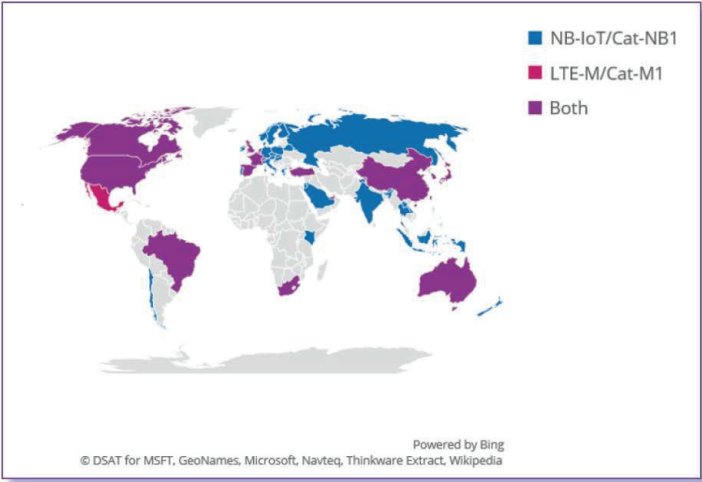 NB-IoT/Cat-NB1
LTE-M/Cat-M1
Both
Powered by Bing
© DSAT for MSFT, GeoNames, Microsoft, Navteq, Thinkware Extract, Wikipedia